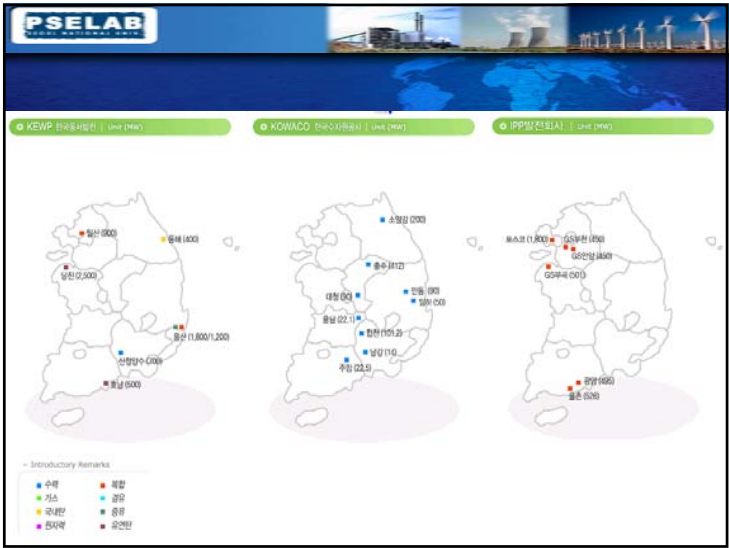 PSELAB
SEOUL NATIONAL UNIV.
KEWP 한국동서발전 | Unit (MW)
KOWACO 한국수자원공사 | Unit (MW)
IPP발전회사 | Unit (MW)
일산 (900)
동해 (400)
당진 (2,500)
울산 (1,800/1,200)
산청양수 (700)
호남 (500)
소양강 (200)
충주 (412)
대청 (90)
안동 (90)
임하 (50)
용담 (22.1)
합천 (101.2)
남강 (14)
주암 (22.5)
포스코 (1,800)
GS부천 (450)
GS안양 (450)
GS부곡 (501)
광양 (495)
율촌 (526)
Introductory Remarks
수력
복합
가스
경유
국내탄
중유
원자력
유연탄